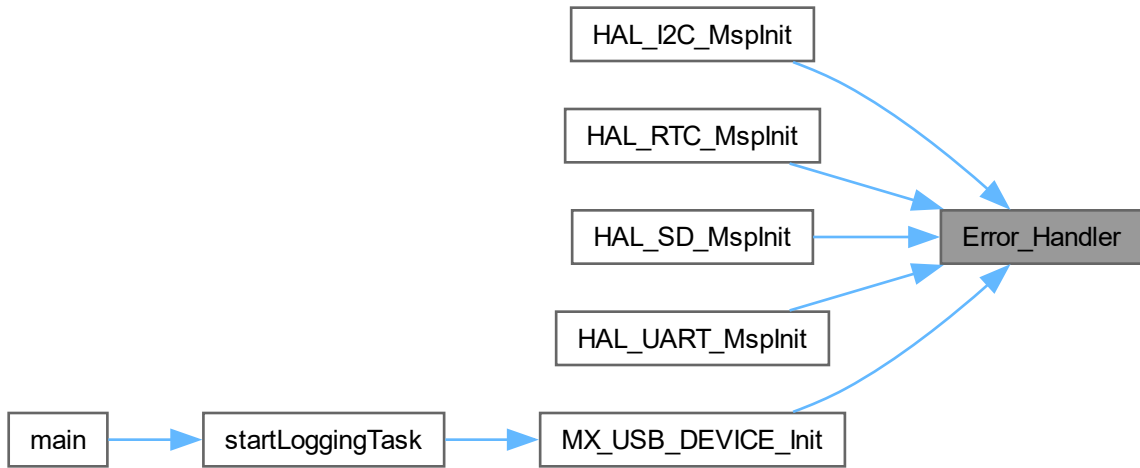 HAL_I2C_MspInit
HAL_RTC_MspInit
HAL_SD_MspInit
Error_Handler
HAL_UART_MspInit
main
startLoggingTask
MX_USB_DEVICE_Init